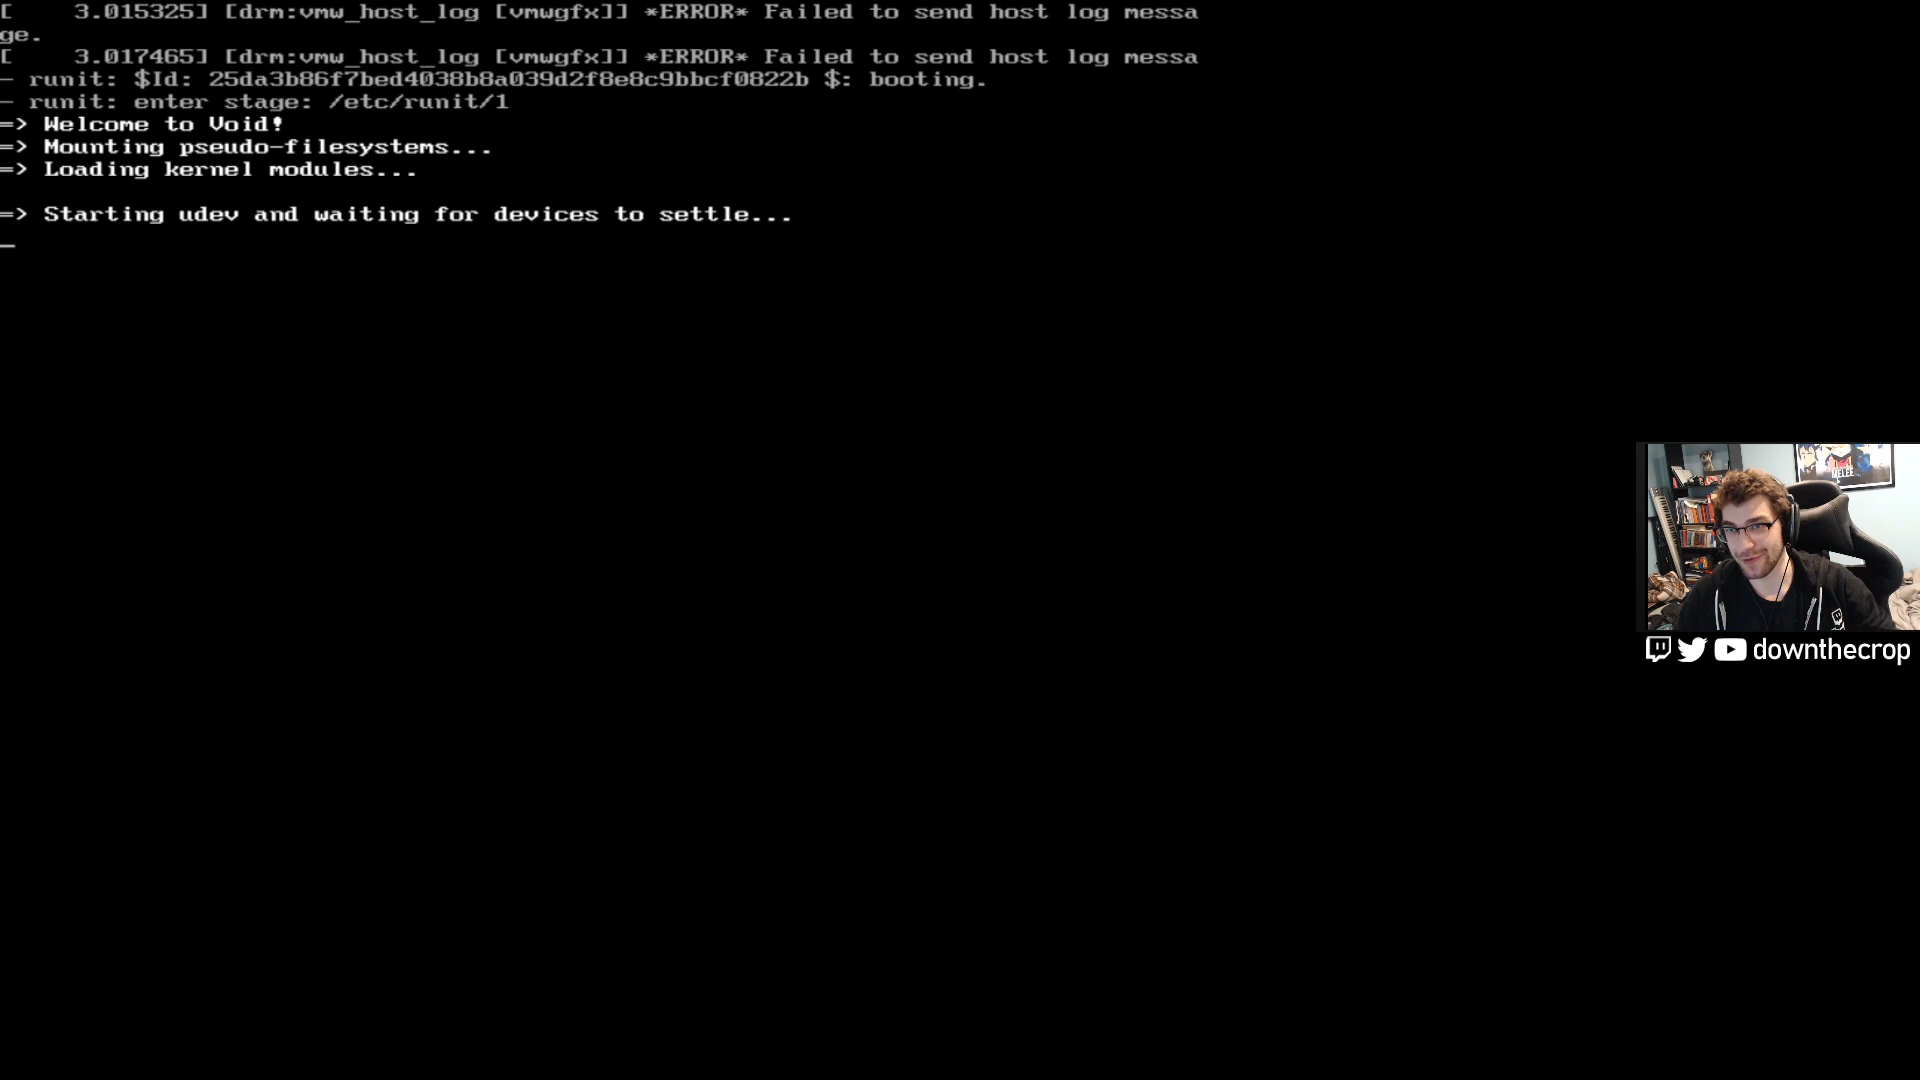 [    3.015325] [drm:vmw_host_log [vmwgfx]] *ERROR* Failed to send host log messa
ge.
[    3.017465] [drm:vmw_host_log [vmwgfx]] *ERROR* Failed to send host log messa
- runit: $Id: 25da3b86f7bed4038b8a039d2f8e8c9bbcf0822b $: booting.
- runit: enter stage: /etc/runit/1
=> Welcome to Void!
=> Mounting pseudo-filesystems...
=> Loading kernel modules...
=> Starting udev and waiting for devices to settle...
_
MELEE
downthecrop